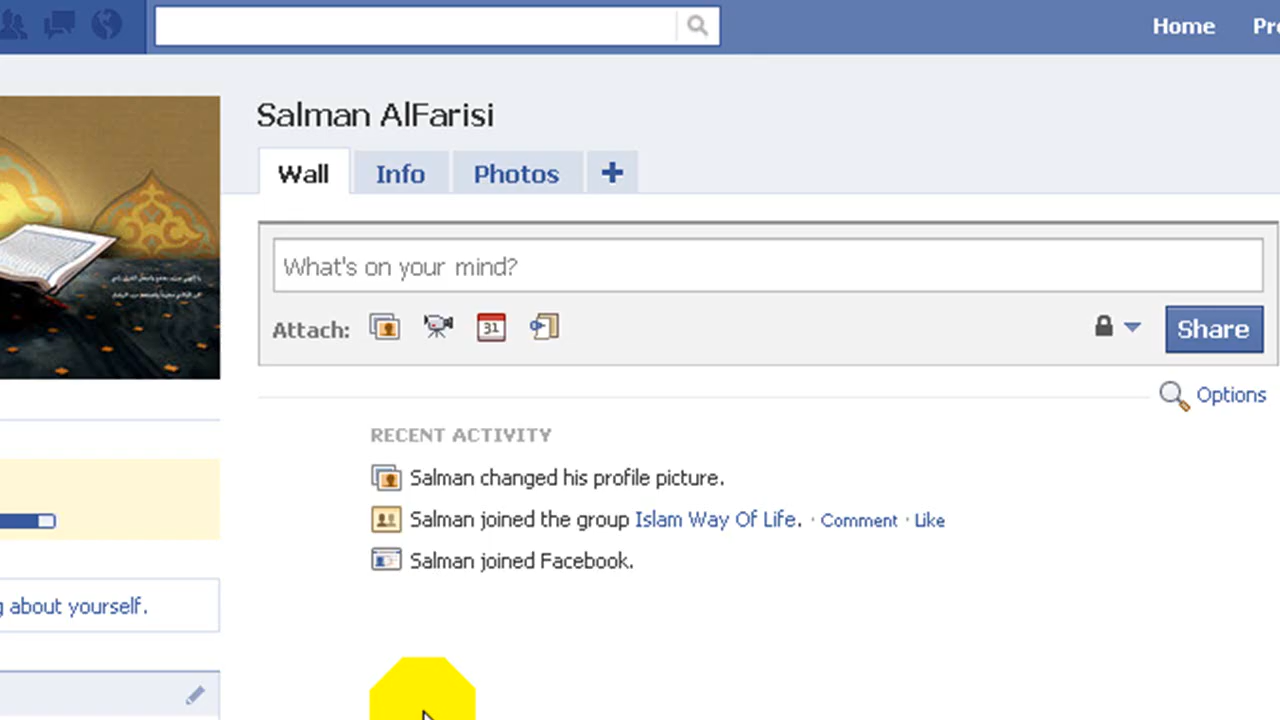 Home Pr
Salman AlFarisi
Wall Info Photos +
What's on your mind?
Attach: 31 Share
Options
RECENT ACTIVITY
Salman changed his profile picture.
Salman joined the group Islam Way Of Life. · Comment · Like
Salman joined Facebook.
g about yourself.